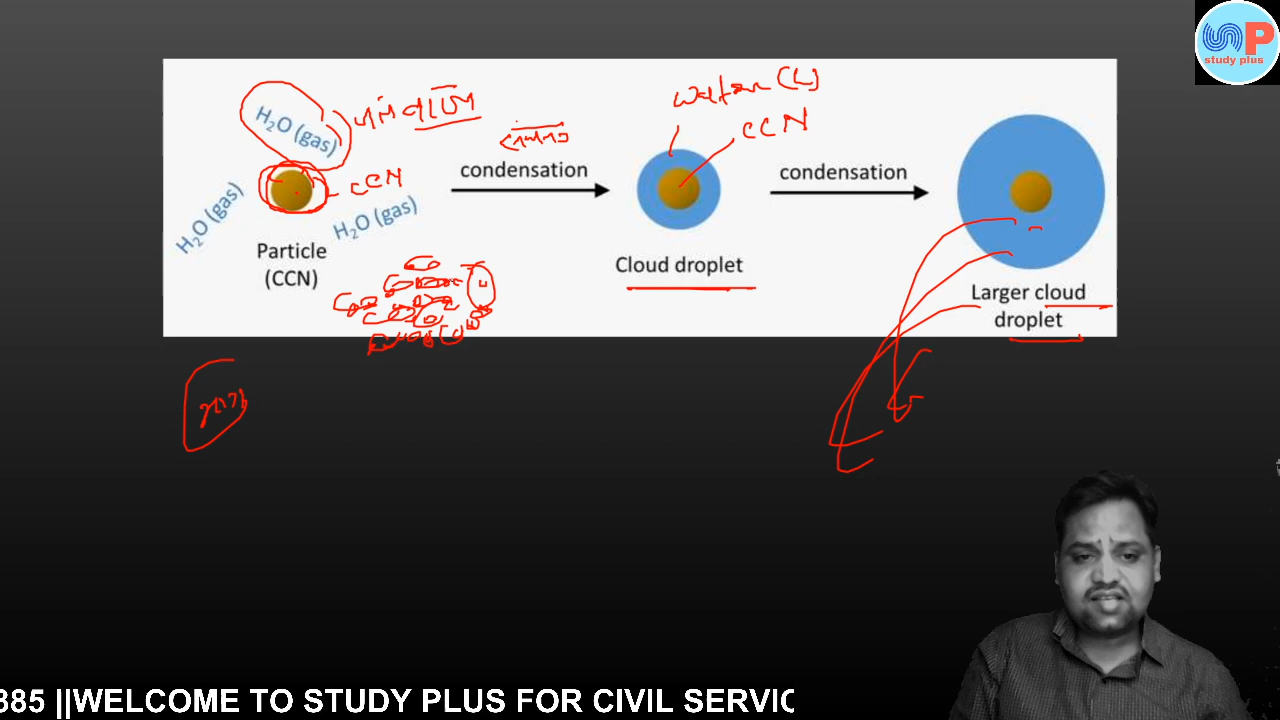 study plus
H₂O (gas)
H₂O (gas)
H₂O (gas)
CCN
Particle
(CCN)
condensation
water (L)
CCN
Cloud droplet
condensation
Larger cloud
droplet
385 ||WELCOME TO STUDY PLUS FOR CIVIL SERVIC